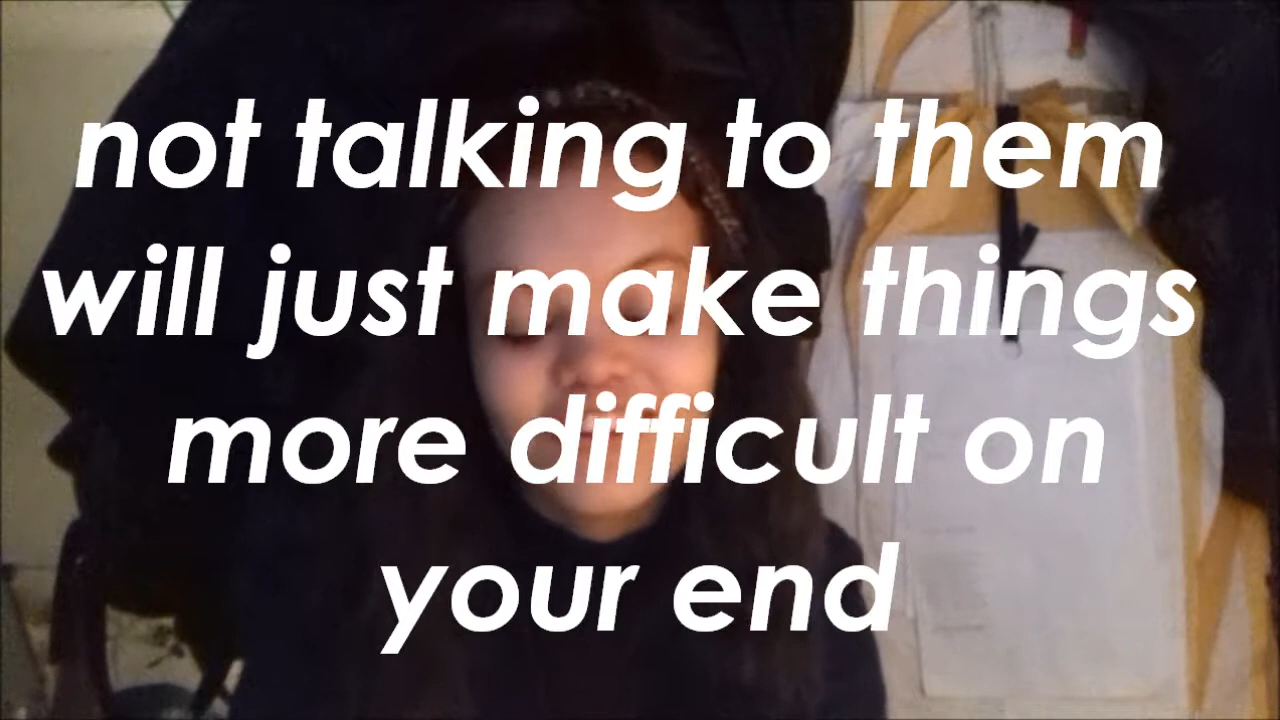 not talking to them
will just make things
more difficult on
your end